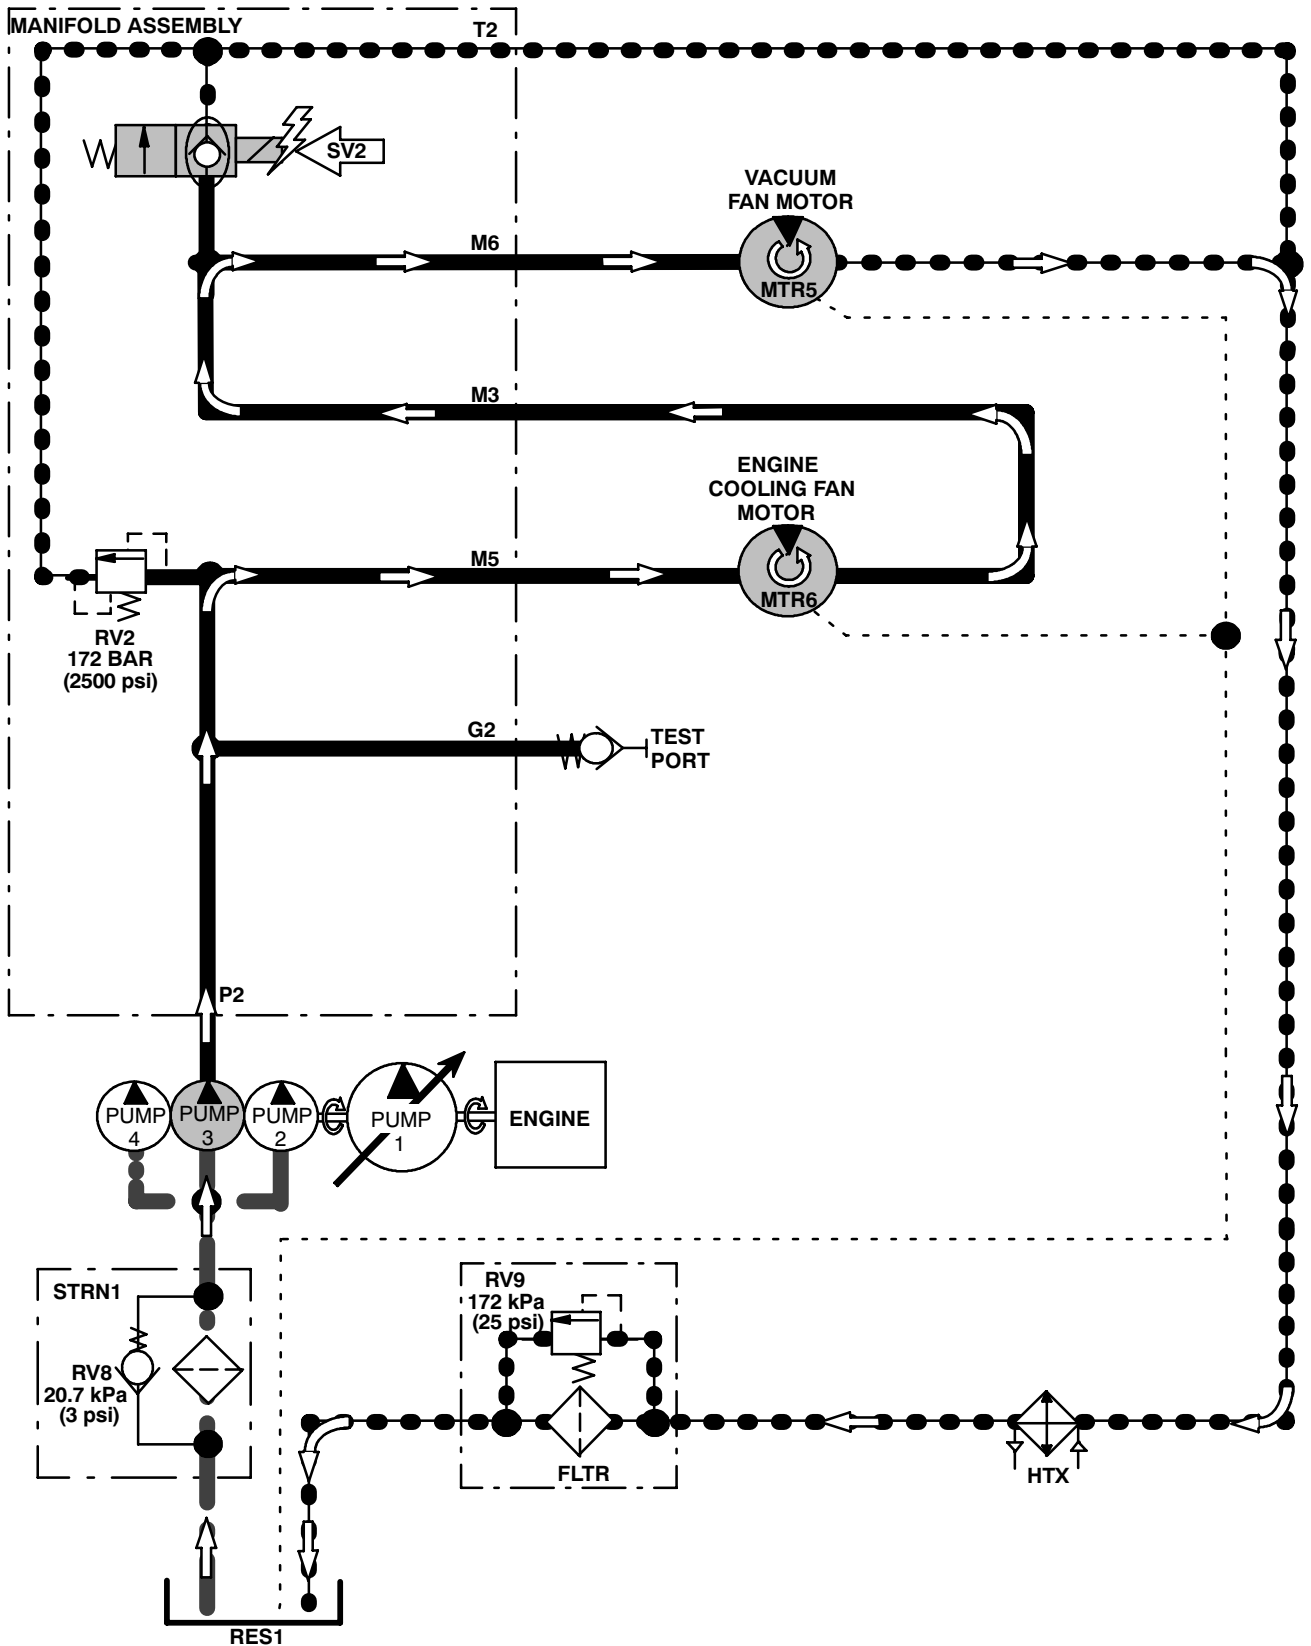 MANIFOLD ASSEMBLY
T2
SV2
VACUUM
FAN MOTOR
M6
MTR5
M3
ENGINE
COOLING FAN
MOTOR
M5
MTR6
RV2
172 BAR
(2500 psi)
G2
TEST
PORT
P2
PUMP
4
PUMP
3
PUMP
2
PUMP
1
ENGINE
STRN1
RV8
20.7 kPa
(3 psi)
RV9
172 kPa
(25 psi)
FLTR
HTX
RES1